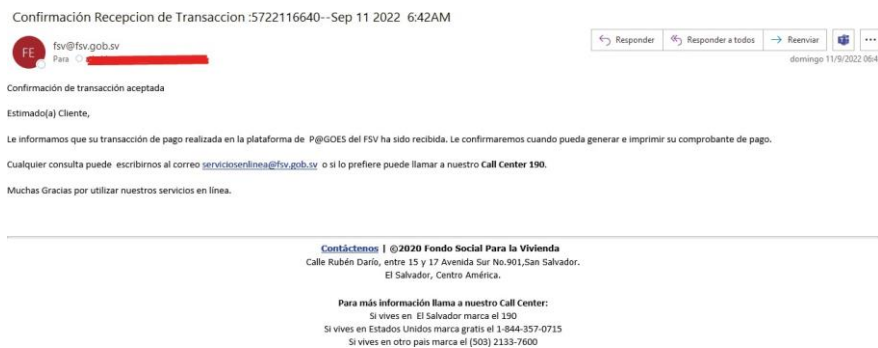 Confirmación Recepcion de Transaccion :5722116640--Sep 11 2022 6:42AM
FE
fsv@fsv.gob.sv
Para
Responder
Responder a todos
Reenviar
domingo 11/9/2022 06:4
Confirmación de transacción aceptada
Estimado(a) Cliente,
Le informamos que su transacción de pago realizada en la plataforma de P@GOES del FSV ha sido recibida. Le confirmaremos cuando pueda generar e imprimir su comprobante de pago.
Cualquier consulta puede escribirnos al correo serviciosenlinea@fsv.gob.sv o si lo prefiere puede llamar a nuestro Call Center 190.
Muchas Gracias por utilizar nuestros servicios en línea.
Contáctenos | ©2020 Fondo Social Para la Vivienda
Calle Rubén Darío, entre 15 y 17 Avenida Sur No.901,San Salvador.
El Salvador, Centro América.
Para más información llama a nuestro Call Center:
Si vives en El Salvador marca el 190
Si vives en Estados Unidos marca gratis el 1-844-357-0715
Si vives en otro pais marca el (503) 2133-7600